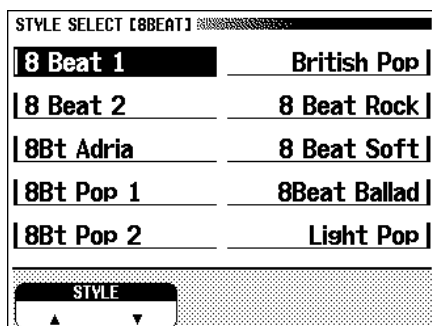 STYLE SELECT [8BEAT]
8 Beat 1
British Pop
8 Beat 2
8 Beat Rock
8Bt Adria
8 Beat Soft
8Bt Pop 1
8Beat Ballad
8Bt Pop 2
Light Pop
STYLE
▲ ▼